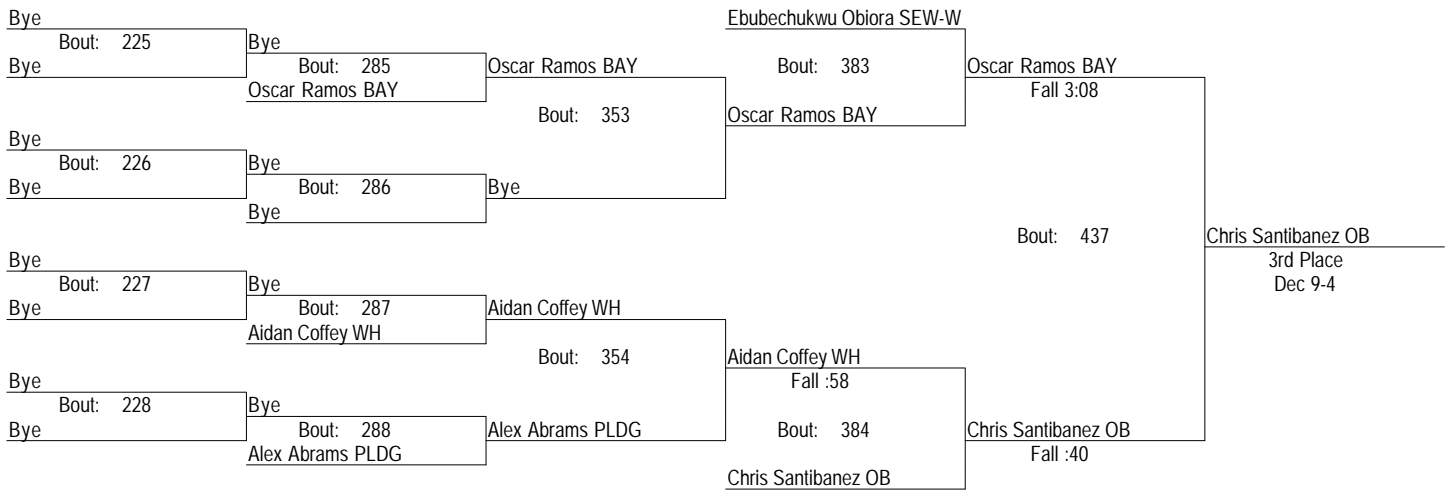 Bye
Bout: 225
Bye
Bye
Bout: 285
Oscar Ramos BAY
Oscar Ramos BAY
Bout: 353
Bye
Bout: 226
Bye
Bye
Bout: 286
Bye
Bye
Oscar Ramos BAY
Ebubechukwu Obiora SEW-W
Bout: 383
Oscar Ramos BAY
Fall 3:08
Bye
Bout: 227
Bye
Bye
Bout: 287
Aidan Coffey WH
Aidan Coffey WH
Bout: 354
Bye
Bout: 228
Bye
Bye
Bout: 288
Alex Abrams PLDG
Alex Abrams PLDG
Aidan Coffey WH
Fall :58
Bout: 384
Chris Santibanez OB
Chris Santibanez OB
Fall :40
Bout: 437
Chris Santibanez OB
3rd Place
Dec 9-4